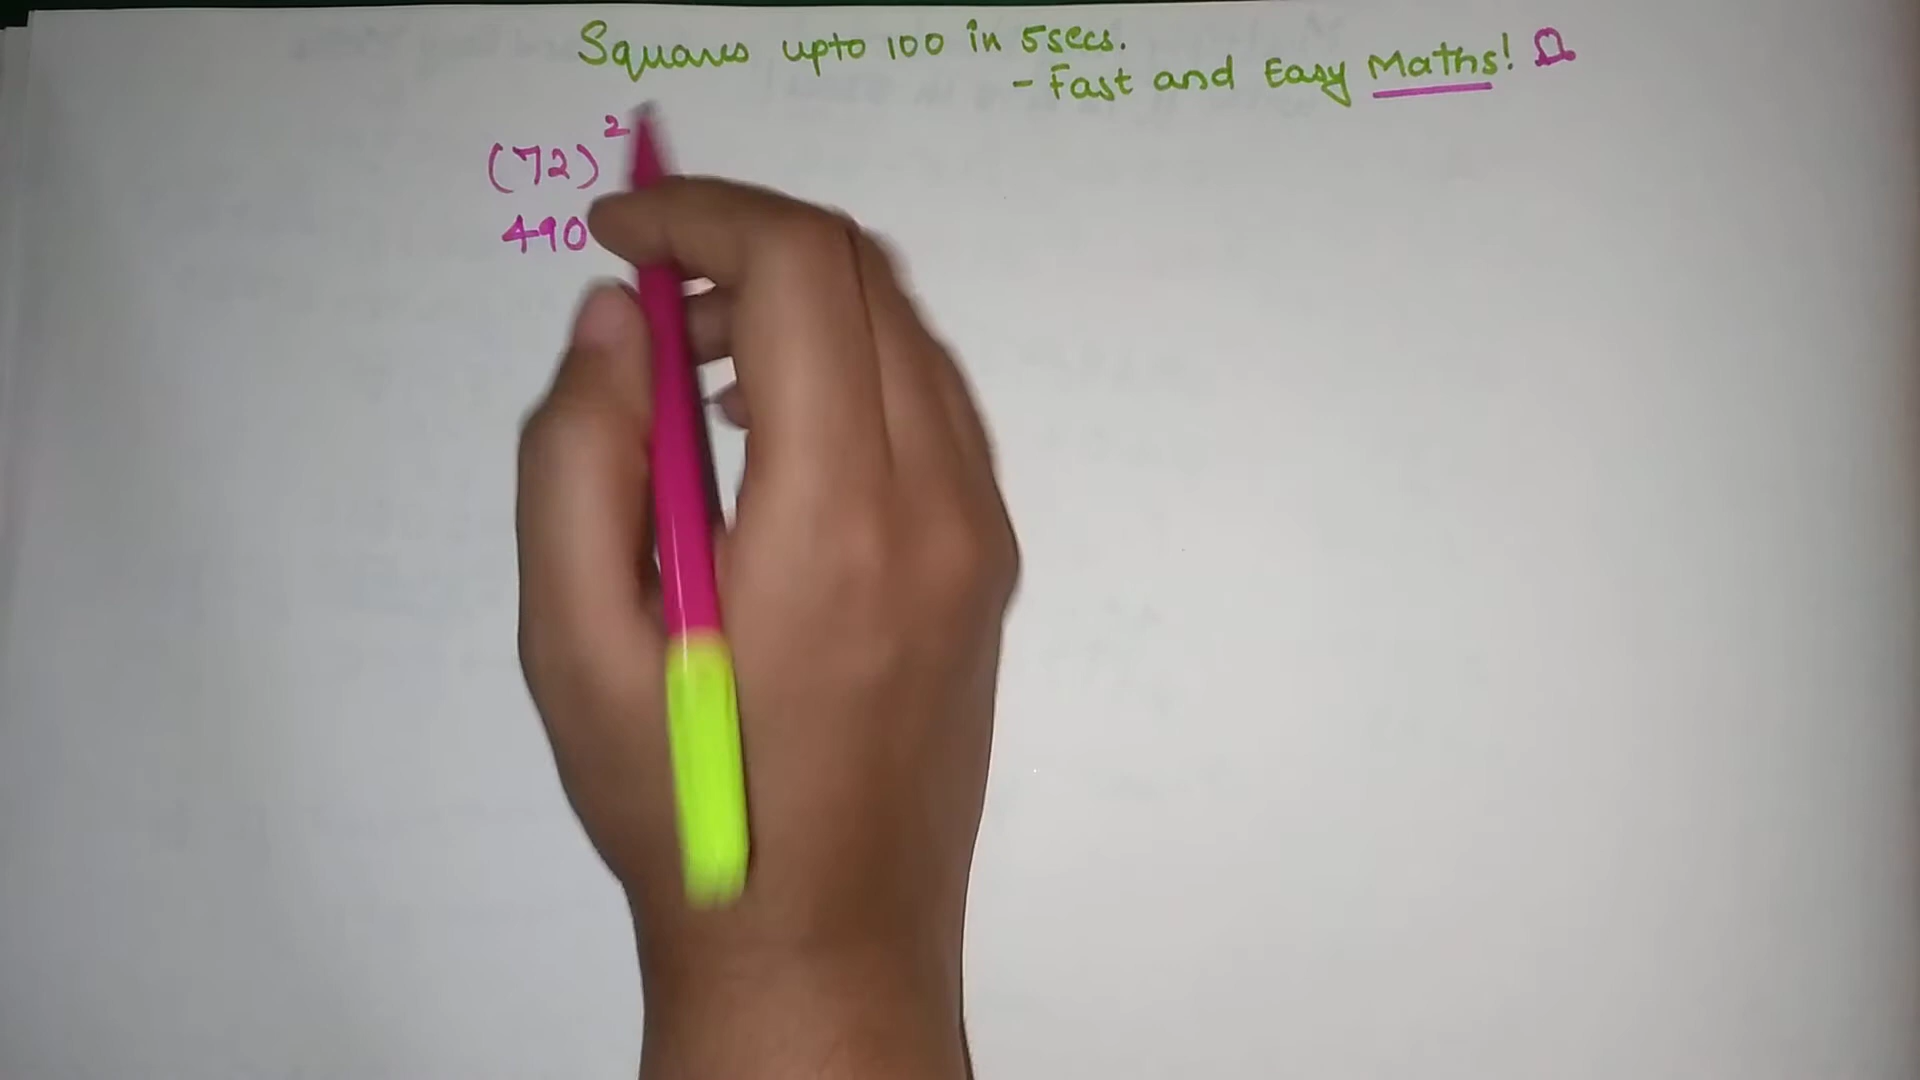 Squares upto 100 in 5secs.
- Fast and Easy Maths! Ω
(72)²
490